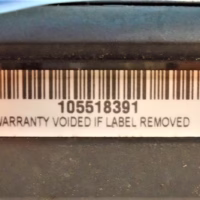 105518391
WARRANTY VOIDED IF LABEL REMOVED